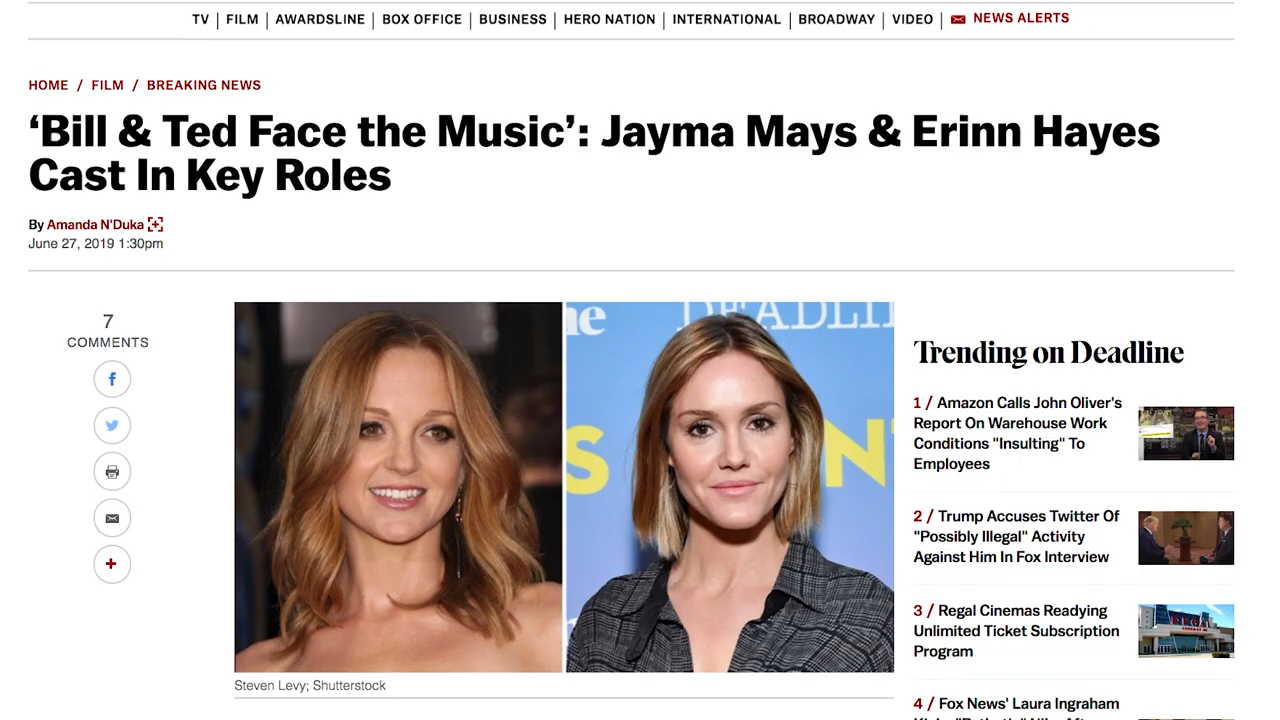 TV | FILM | AWARDSLINE | BOX OFFICE | BUSINESS | HERO NATION | INTERNATIONAL | BROADWAY | VIDEO | NEWS ALERTS
HOME / FILM / BREAKING NEWS
‘Bill & Ted Face the Music’: Jayma Mays & Erinn Hayes
Cast In Key Roles
By Amanda N'Duka
June 27, 2019 1:30pm
7
COMMENTS
DEADLI
Steven Levy; Shutterstock
Trending on Deadline
1 / Amazon Calls John Oliver's
Report On Warehouse Work
Conditions "Insulting" To
Employees
2 / Trump Accuses Twitter Of
"Possibly Illegal" Activity
Against Him In Fox Interview
3 / Regal Cinemas Readying
Unlimited Ticket Subscription
Program
REGAL
4 / Fox News' Laura Ingraham